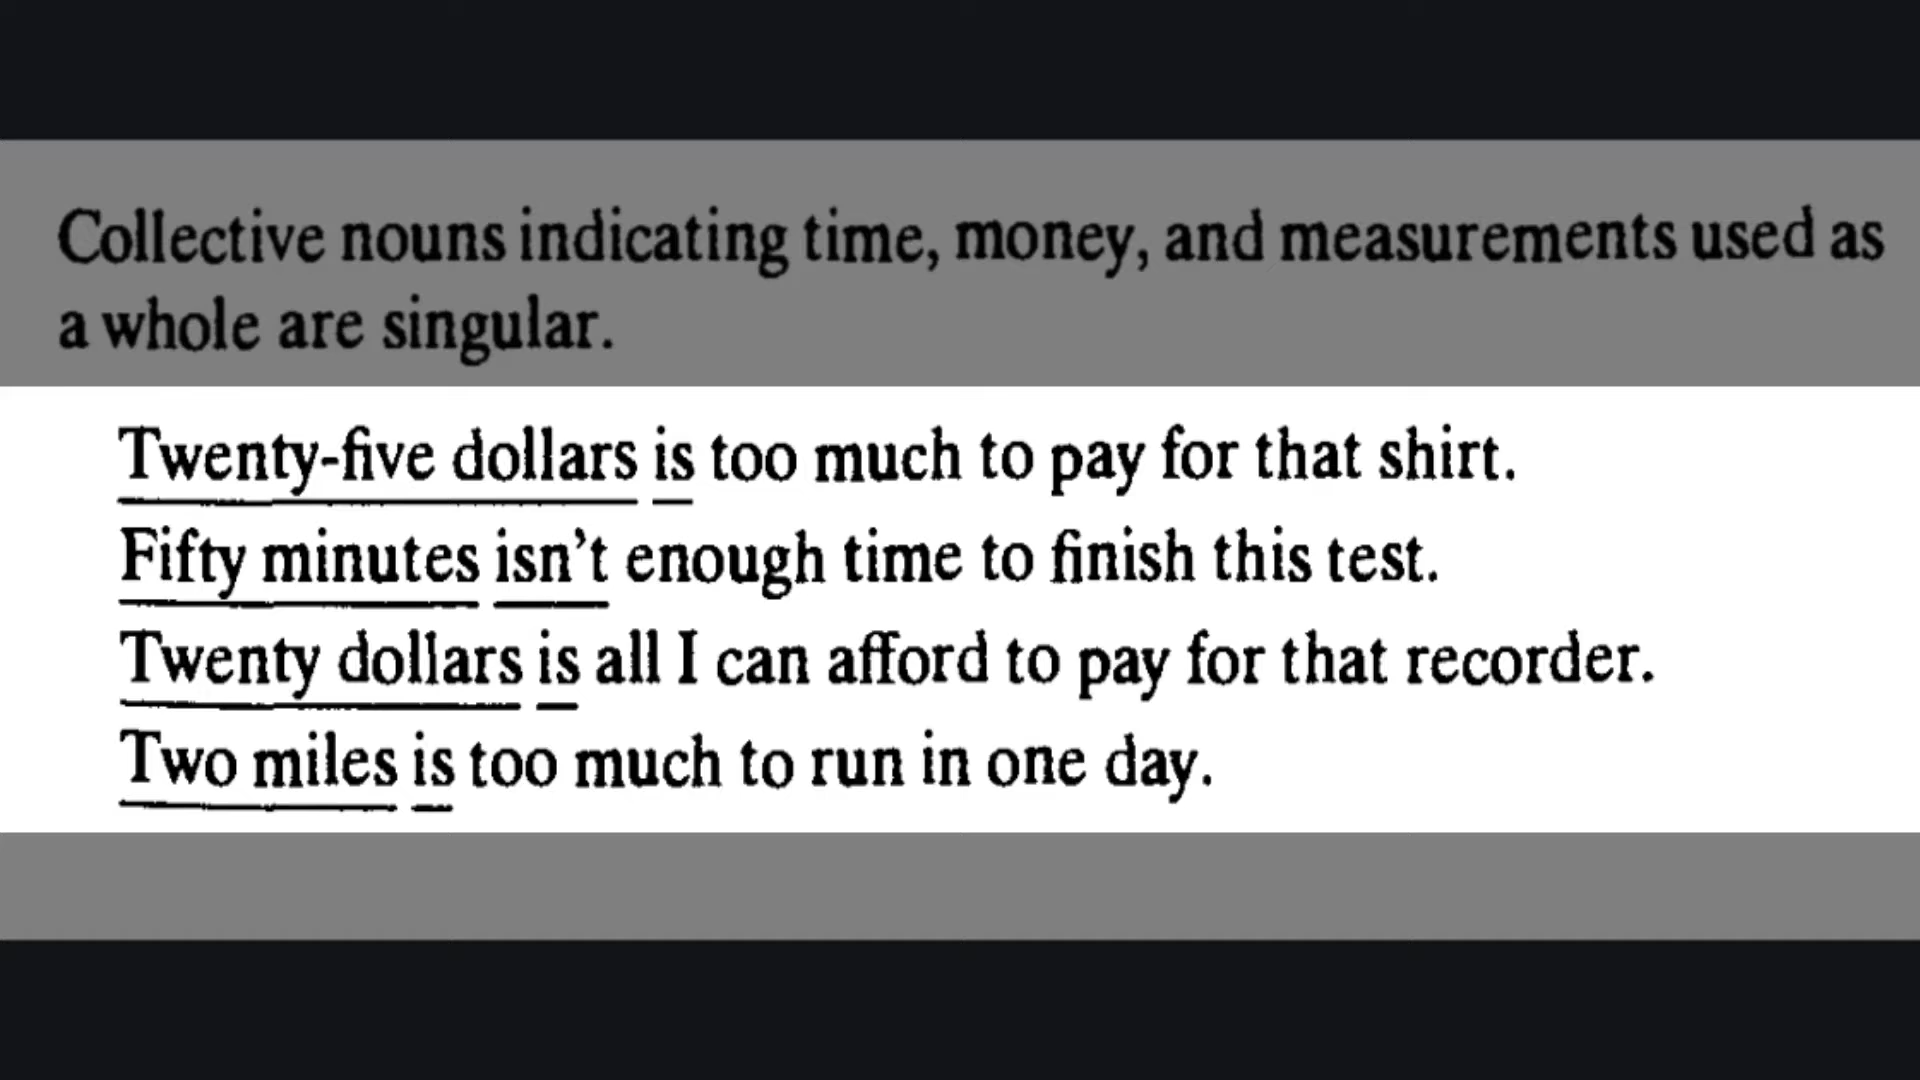 Collective nouns indicating time, money, and measurements used as
a whole are singular.
Twenty-five dollars is too much to pay for that shirt.
Fifty minutes isn't enough time to finish this test.
Twenty dollars is all I can afford to pay for that recorder.
Two miles is too much to run in one day.